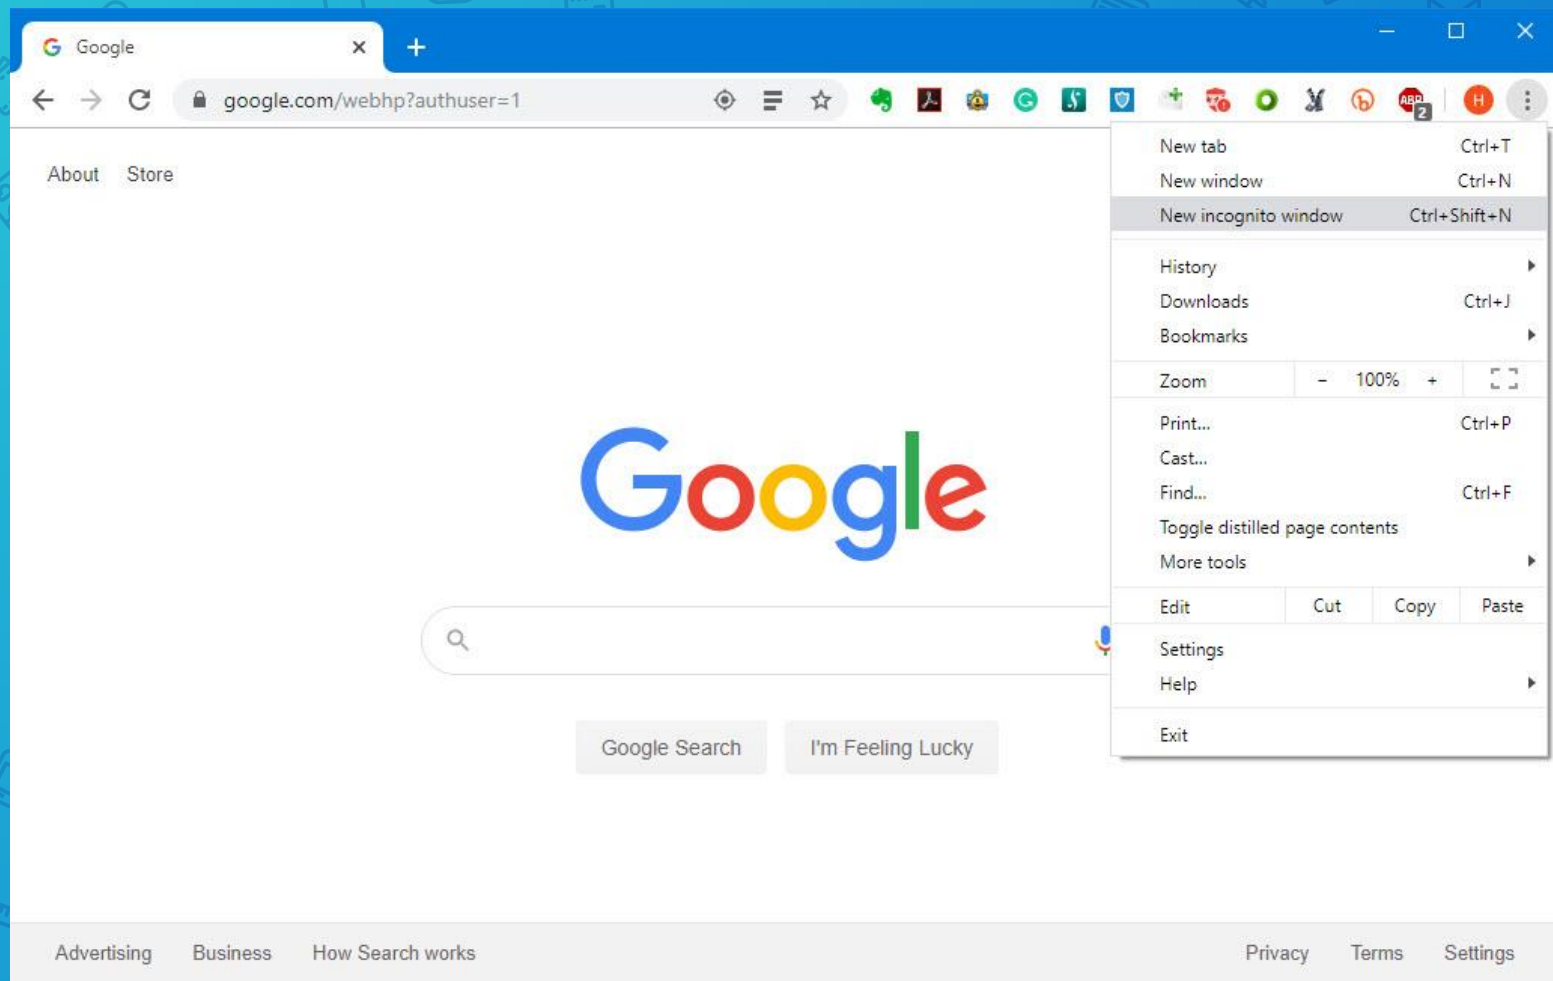 Google
google.com/webhp?authuser=1
ABP
2
H
About Store
New tab Ctrl+T
New window Ctrl+N
New incognito window Ctrl+Shift+N
History
Downloads Ctrl+J
Bookmarks
Zoom - 100% +
Print... Ctrl+P
Cast...
Find... Ctrl+F
Toggle distilled page contents
More tools
Edit Cut Copy Paste
Settings
Help
Exit
Google
Google Search I'm Feeling Lucky
Advertising Business How Search works Privacy Terms Settings